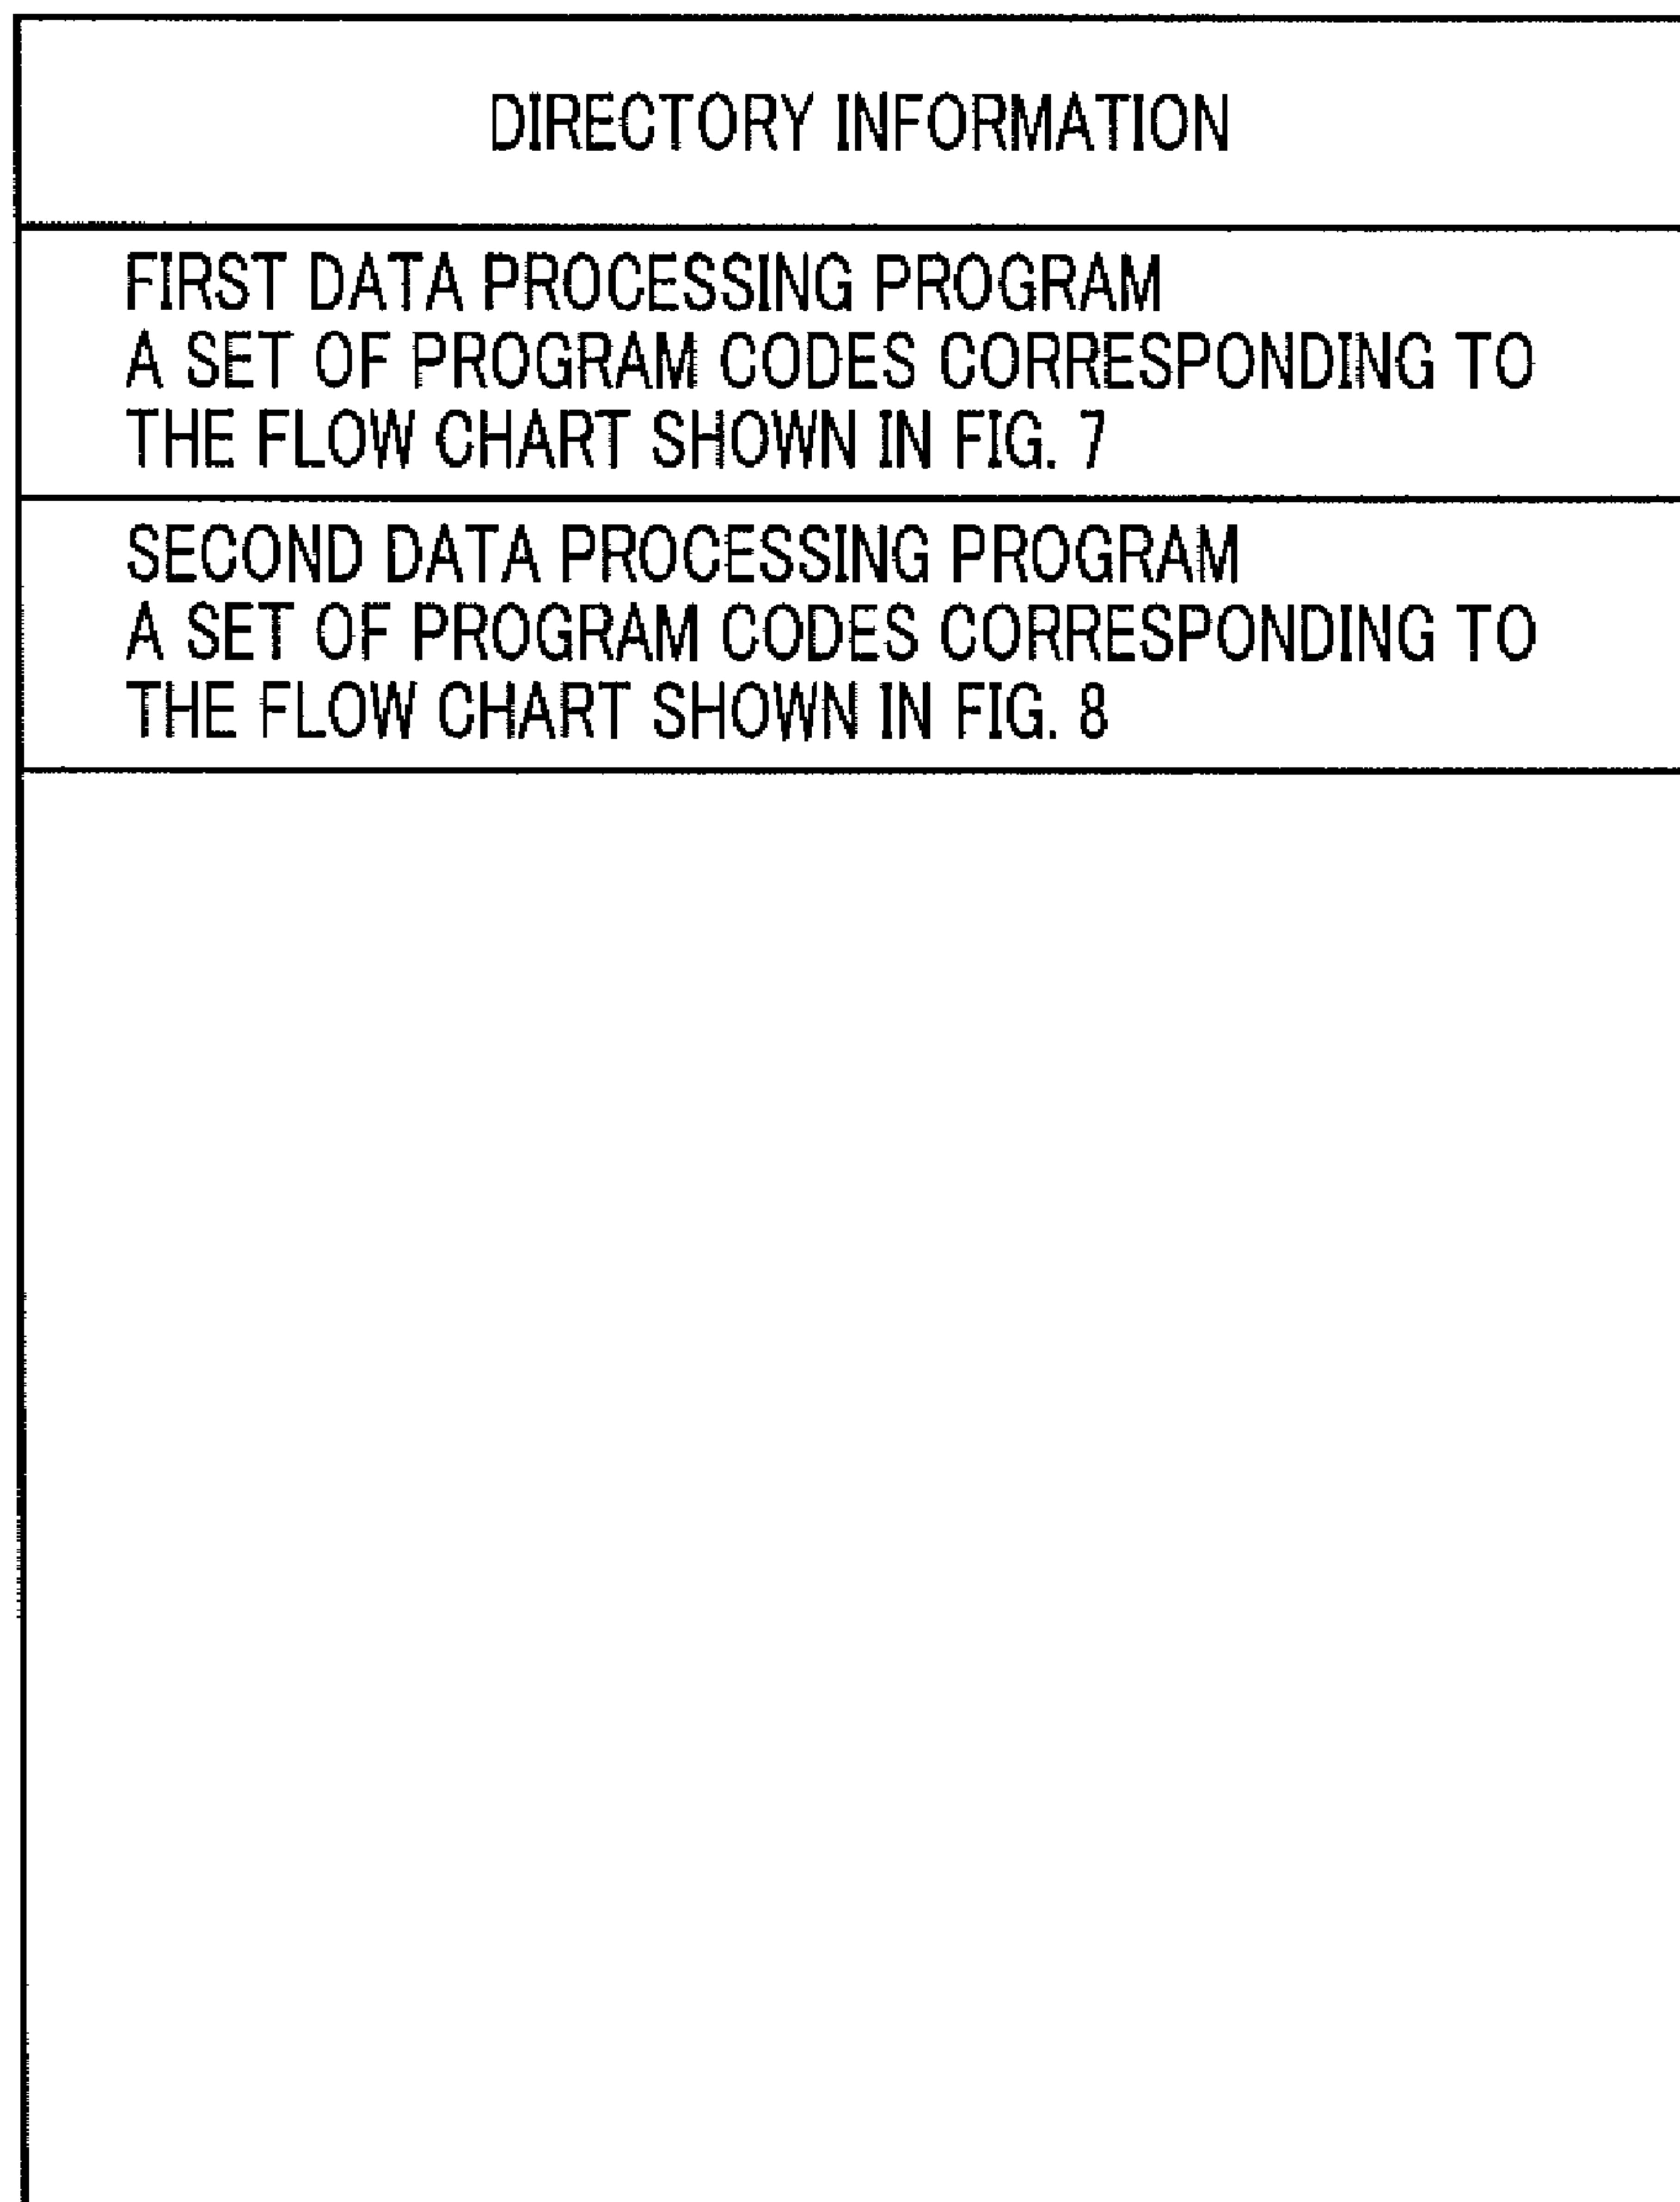 DIRECTORY INFORMATION
FIRST DATA PROCESSING PROGRAM
A SET OF PROGRAM CODES CORRESPONDING TO
THE FLOW CHART SHOWN IN FIG. 7
SECOND DATA PROCESSING PROGRAM
A SET OF PROGRAM CODES CORRESPONDING TO
THE FLOW CHART SHOWN IN FIG. 8